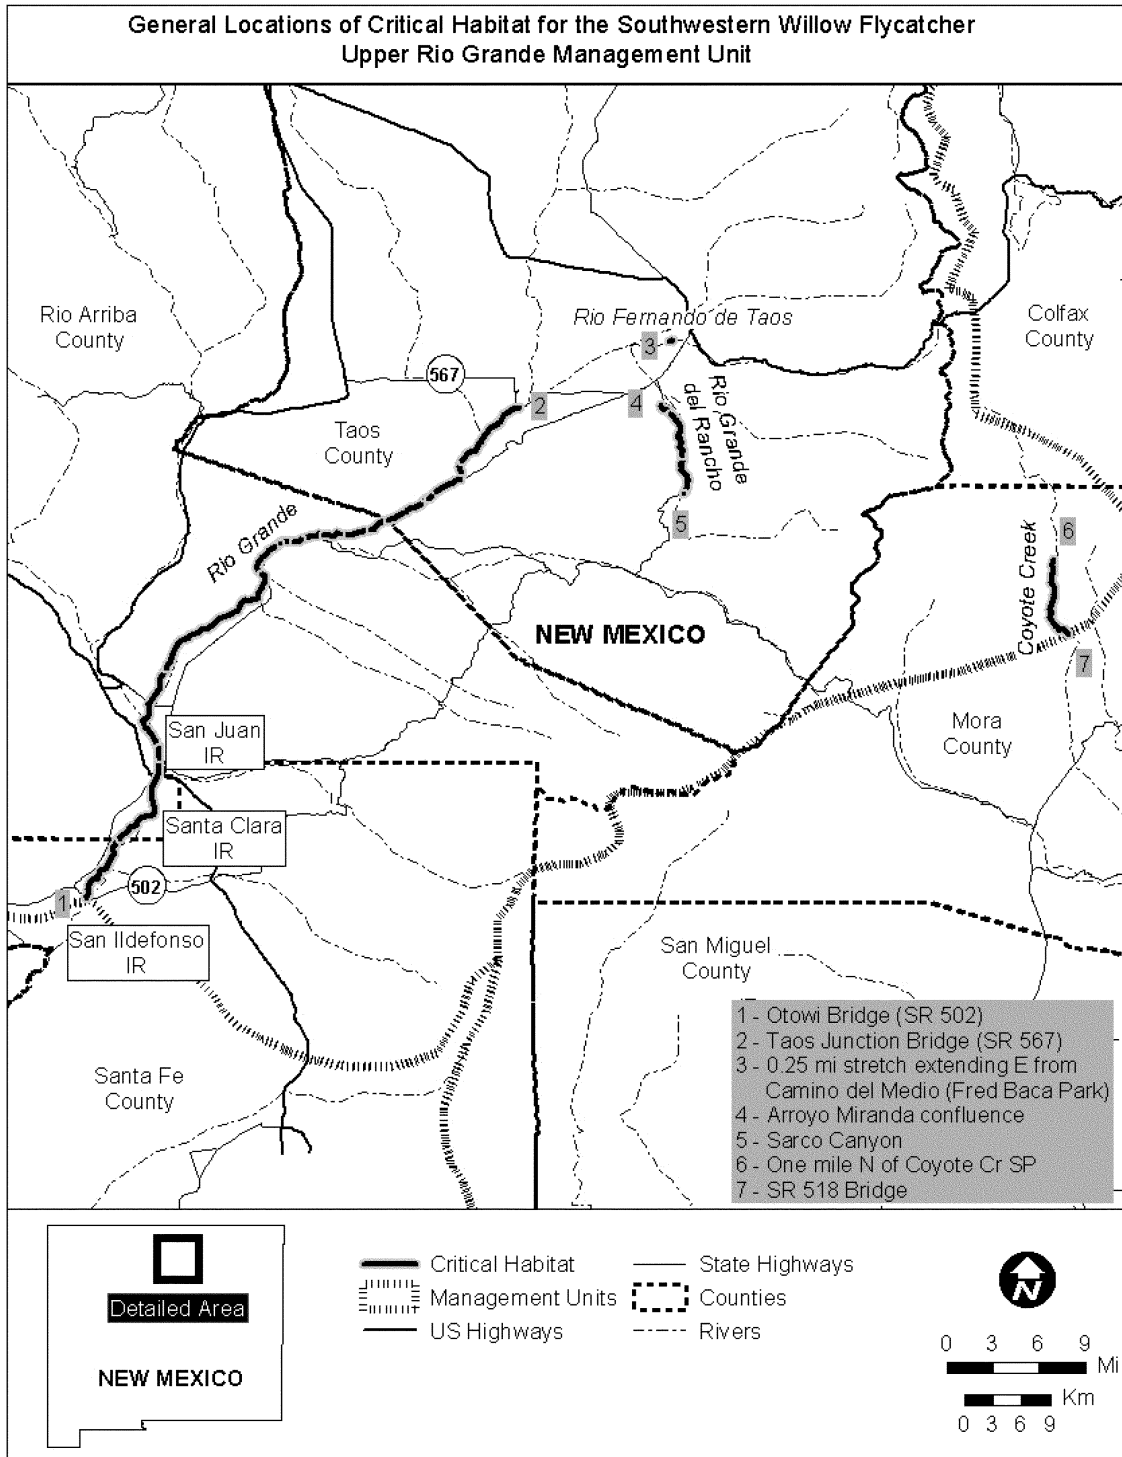 General Locations of Critical Habitat for the Southwestern Willow Flycatcher
Upper Rio Grande Management Unit
Rio Arriba
County
Rio Fernando de Taos
Colfax
County
3
567
2
4
Rio Grande
del Rancho
Taos
County
5
6
Rio Grande
Coyote Creek
NEW MEXICO
7
San Juan
IR
Mora
County
Santa Clara
IR
502
1
San Ildefonso
IR
San Miguel
County
Santa Fe
County
1 - Otowi Bridge (SR 502)
2 - Taos Junction Bridge (SR 567)
3 - 0.25 mi stretch extending E from
Camino del Medio (Fred Baca Park)
4 - Arroyo Miranda confluence
5 - Sarco Canyon
6 - One mile N of Coyote Cr SP
7 - SR 518 Bridge
Detailed Area
NEW MEXICO
Critical Habitat
Management Units
US Highways
State Highways
Counties
Rivers
N
0 3 6 9
Mi
Km
0 3 6 9